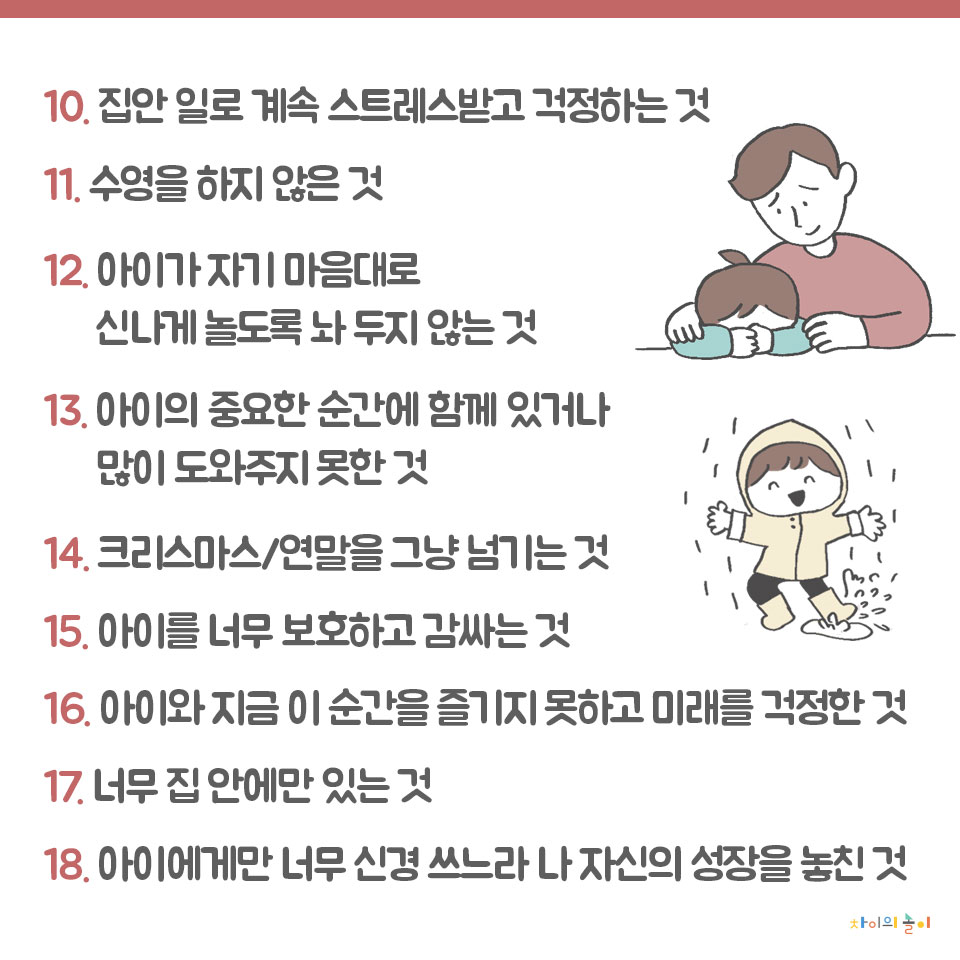 10. 집안 일로 계속 스트레스받고 걱정하는 것
11. 수영을 하지 않은 것
12. 아이가 자기 마음대로
신나게 놀도록 놔 두지 않는 것
13. 아이의 중요한 순간에 함께 있거나
많이 도와주지 못한 것
14. 크리스마스/연말을 그냥 넘기는 것
15. 아이를 너무 보호하고 감싸는 것
16. 아이와 지금 이 순간을 즐기지 못하고 미래를 걱정한 것
17. 너무 집 안에만 있는 것
18. 아이에게만 너무 신경 쓰느라 나 자신의 성장을 놓친 것
차이의 놀이